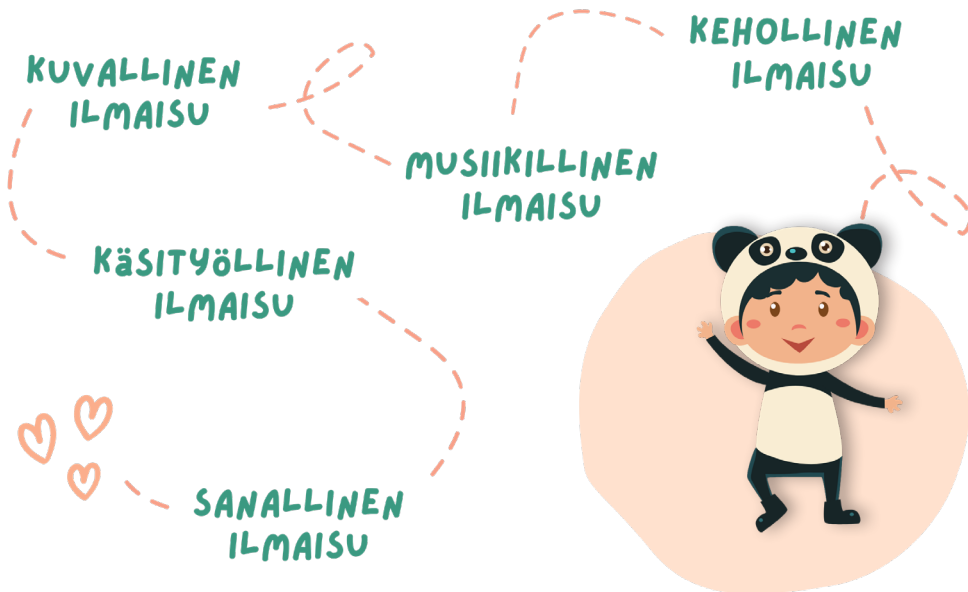 KUVALLINEN
ILMAISU
MUSIIKILLINEN
ILMAISU
KEHOLLINEN
ILMAISU
KäSITYÖLLINEN
ILMAISU
SANALLINEN
ILMAISU